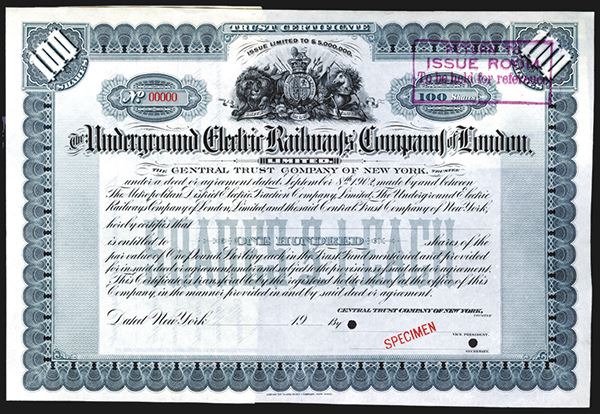 TRUST CERTIFICATE
ISSUE LIMITED TO £5,000,000.
100
SHARES
100
SHARES
RETURN TO
ISSUE ROOM
To be held for reference
00000
100 Shares
The Underground Electric Railways Company of London,
LIMITED.
THE CENTRAL TRUST COMPANY OF NEW YORK, TRUSTEE
under a deed or agreement dated September 8th 1902, made by and between
The Metropolitan District Electric Traction Company, Limited, The Underground Electric
Railways Company of London, Limited, and the said Central Trust Company of New York,
hereby certifies that
is entitled to ONE HUNDRED shares of the
par value of One Pound Sterling each in the Trust Fund mentioned and provided
for in said deed or agreement and subject to the provisions of said deed or agreement.
This Certificate is transferable by the registered holder thereof at the office of this
Company, in the manner provided in and by said deed or agreement.
SHARES £1 EACH
CENTRAL TRUST COMPANY OF NEW YORK,
TRUSTEE
Dated New York 19 By
SPECIMEN
VICE PRESIDENT.
SECRETARY.